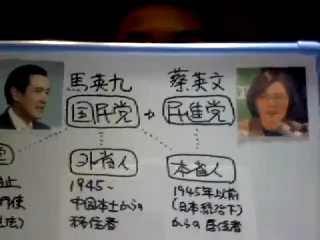 馬英九
蔡英文
国民党
民進党
外省人
本省人
1945～
中国本土からの
移住者
1945年以前
(日本統治下)
からの居住者